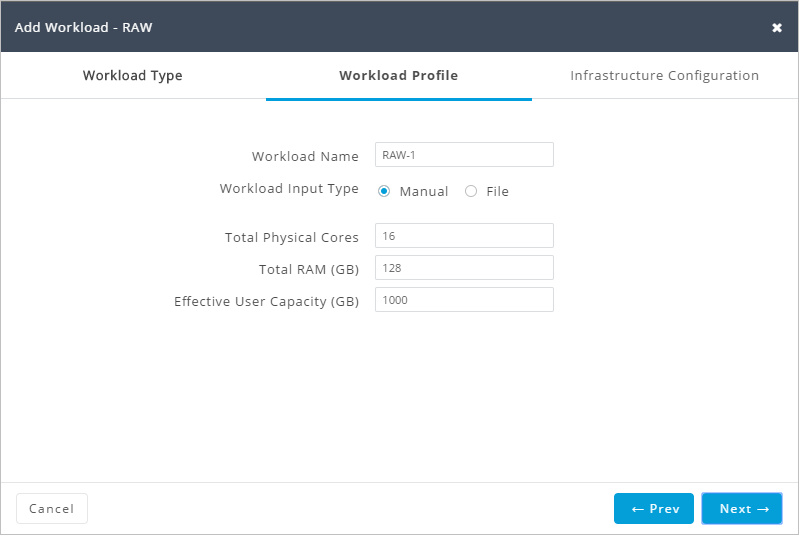 Add Workload - RAW ✖
Workload Type Workload Profile Infrastructure Configuration
Workload Name RAW-1
Workload Input Type Manual File
Total Physical Cores 16
Total RAM (GB) 128
Effective User Capacity (GB) 1000
Cancel ← Prev Next →